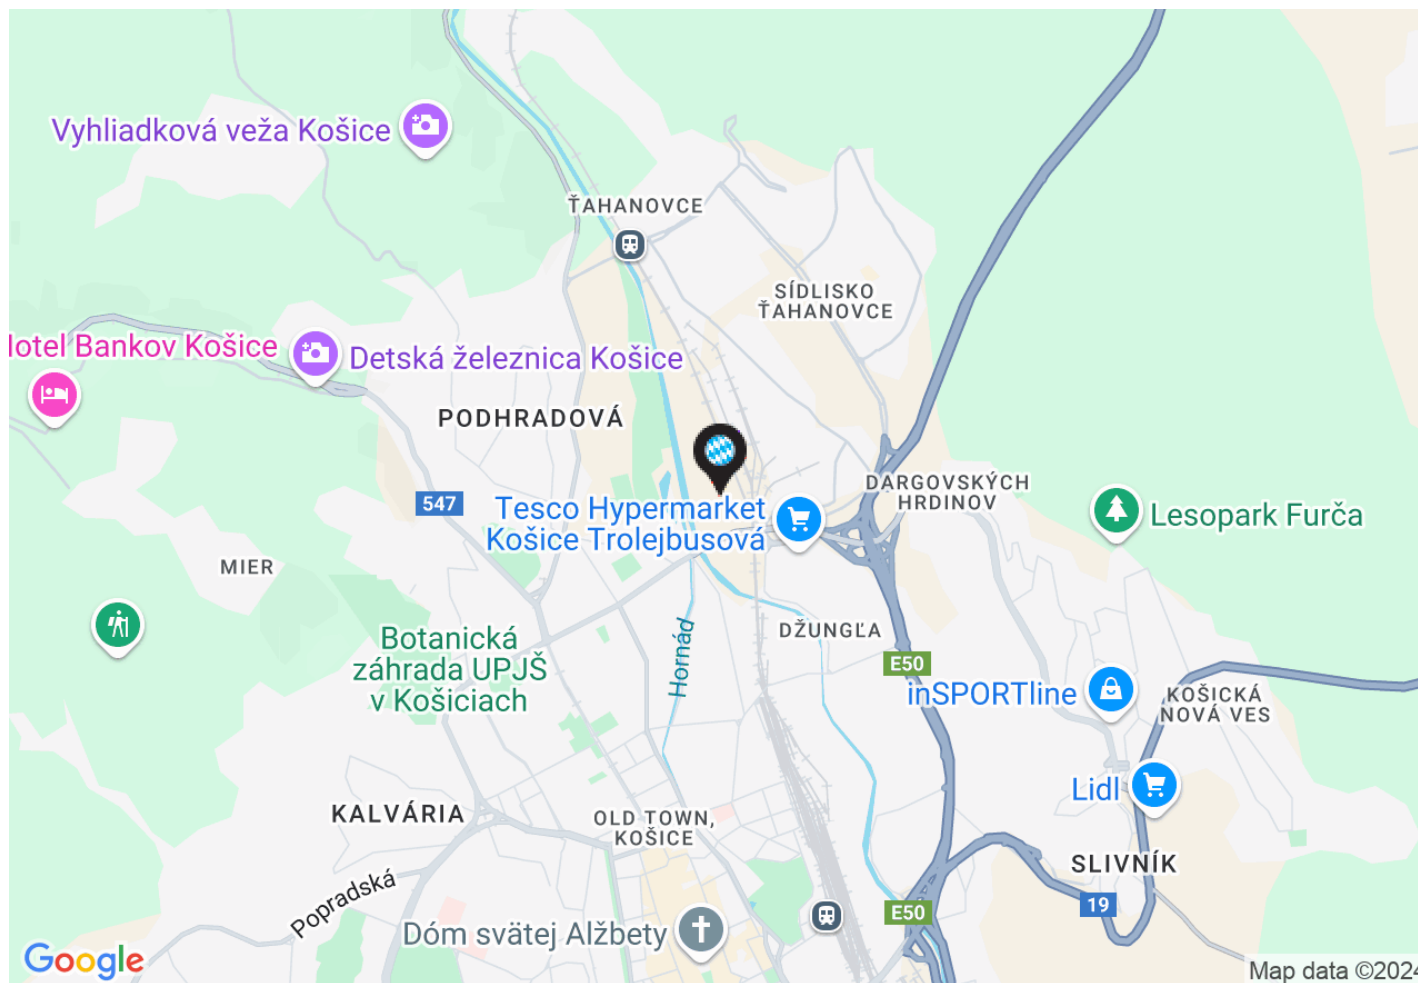 Vyhliadková veža Košice
ŤAHANOVCE
SÍDLISKO
ŤAHANOVCE
lotel Bankov Košice
Detská železnica Košice
PODHRADOVÁ
DARGOVSKÝCH
HRDINOV
547
Tesco Hypermarket
Košice Trolejbusová
Lesopark Furča
MIER
Botanická
záhrada UPJŠ
v Košiciach
Hornád
DŽUNGĽA
E50
inSPORTline
KOŠICKÁ
NOVÁ VES
Lidl
KALVÁRIA
OLD TOWN,
KOŠICE
SLIVNÍK
Popradská
19
E50
Dóm svätej Alžbety
Google
Map data ©2024